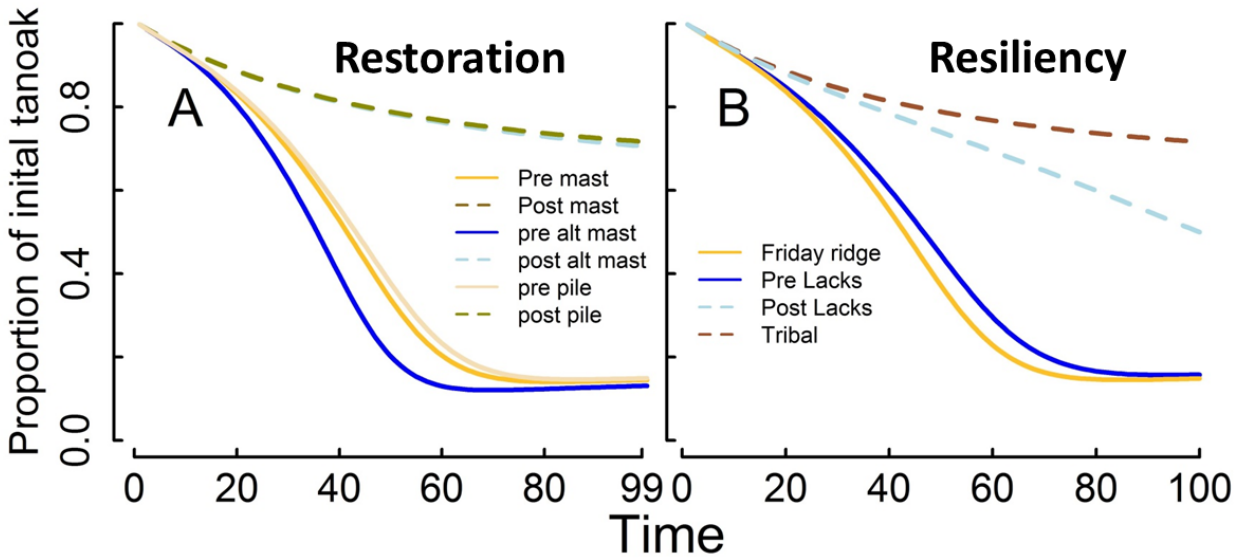 Restoration
A
Pre mast
Post mast
pre alt mast
post alt mast
pre pile
post pile
Proportion of inital tanoak
0.8
0.4
0.0
0 20 40 60 80 99
Resiliency
B
Friday ridge
Pre Lacks
Post Lacks
Tribal
0 20 40 60 80 100
Time